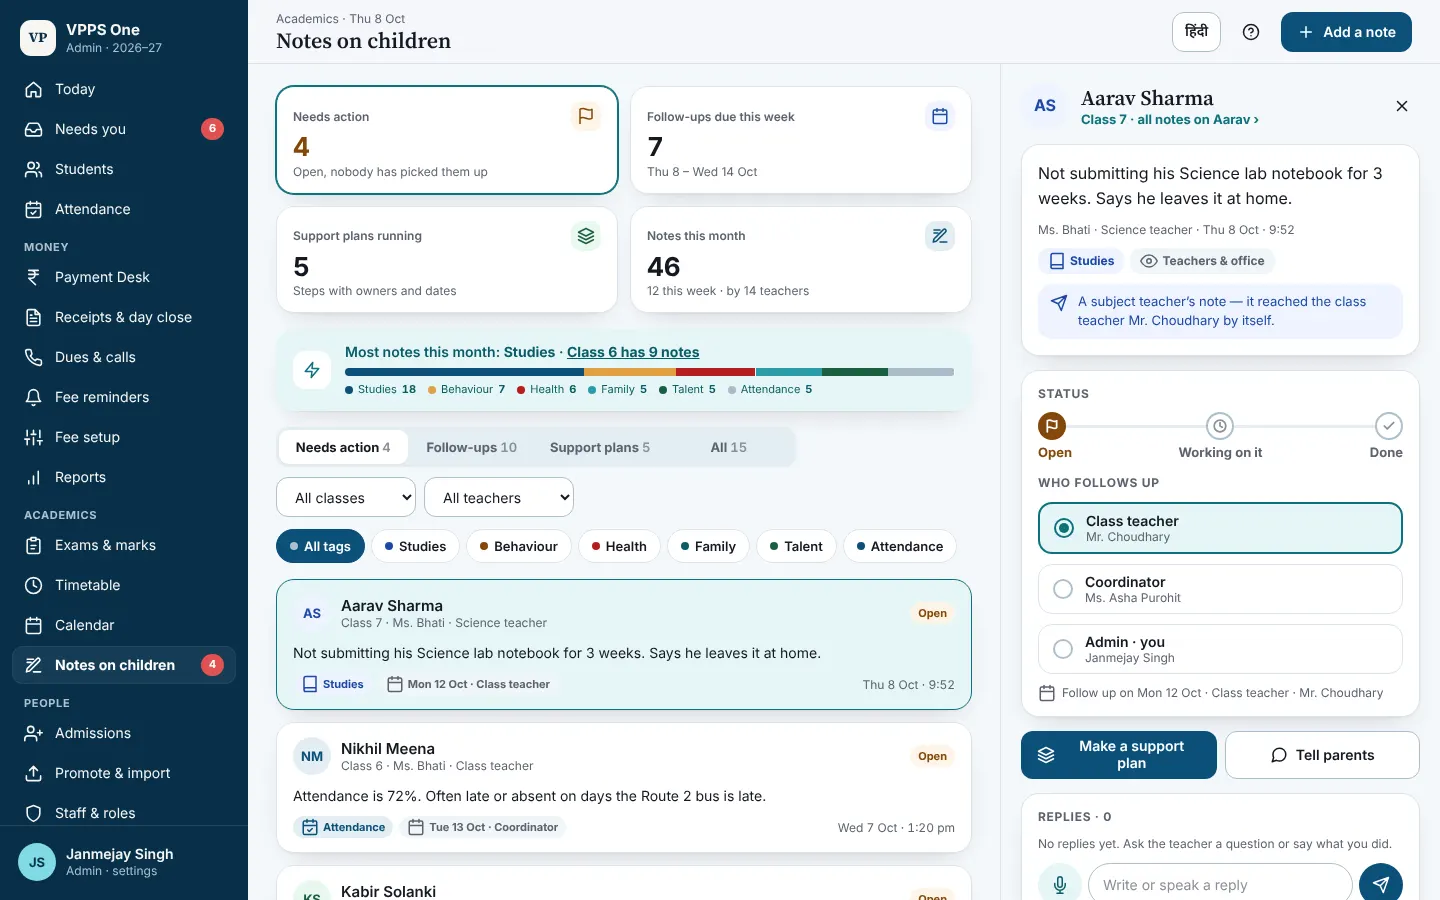 VP
VPPS One
Admin · 2026–27
Today
Needs you 6
Students
Attendance
MONEY
Payment Desk
Receipts & day close
Dues & calls
Fee reminders
Fee setup
Reports
ACADEMICS
Exams & marks
Timetable
Calendar
Notes on children 4
PEOPLE
Admissions
Promote & import
Staff & roles
JS
Janmejay Singh
Admin · settings
Academics · Thu 8 Oct
Notes on children
हिंदी
Add a note
Needs action
4
Open, nobody has picked them up
Follow-ups due this week
7
Thu 8 – Wed 14 Oct
Support plans running
5
Steps with owners and dates
Notes this month
46
12 this week · by 14 teachers
Most notes this month: Studies · Class 6 has 9 notes
Studies 18 Behaviour 7 Health 6 Family 5 Talent 5 Attendance 5
Needs action 4 Follow-ups 10 Support plans 5 All 15
All classes All teachers
All tags Studies Behaviour Health Family Talent Attendance
AS
Aarav Sharma
Class 7 · Ms. Bhati · Science teacher
Open
Not submitting his Science lab notebook for 3 weeks. Says he leaves it at home.
Studies Mon 12 Oct · Class teacher Thu 8 Oct · 9:52
NM
Nikhil Meena
Class 6 · Ms. Bhati · Class teacher
Open
Attendance is 72%. Often late or absent on days the Route 2 bus is late.
Attendance Tue 13 Oct · Coordinator Wed 7 Oct · 1:20 pm
KS
Kabir Solanki
Open
AS
Aarav Sharma
Class 7 · all notes on Aarav ›
Not submitting his Science lab notebook for 3
weeks. Says he leaves it at home.
Ms. Bhati · Science teacher · Thu 8 Oct · 9:52
Studies Teachers & office
A subject teacher’s note — it reached the class
teacher Mr. Choudhary by itself.
STATUS
Open Working on it Done
WHO FOLLOWS UP
Class teacher
Mr. Choudhary
Coordinator
Ms. Asha Purohit
Admin · you
Janmejay Singh
Follow up on Mon 12 Oct · Class teacher · Mr. Choudhary
Make a support
plan
Tell parents
REPLIES · 0
No replies yet. Ask the teacher a question or say what you did.
Write or speak a reply